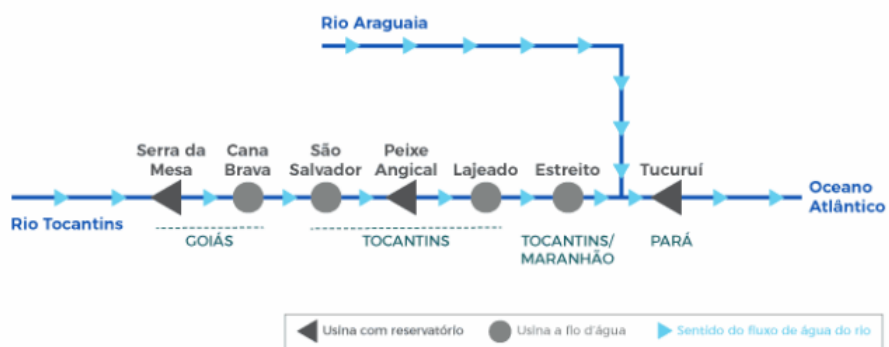 Rio Araguaia
Serra da
Mesa
Cana
Brava
São
Salvador
Peixe
Angical
Lajeado
Estreito
Tucuruí
Oceano
Atlântico
Rio Tocantins
GOIÁS
TOCANTINS
TOCANTINS/
MARANHÃO
PARÁ
Usina com reservatório
Usina a fio d'água
Sentido do fluxo de água do rio